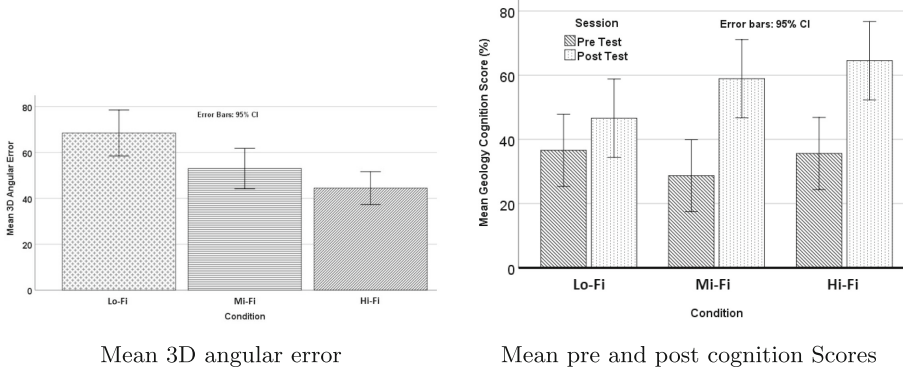 Error Bars: 95% CI
Mean 3D Angular Error
80
60
40
20
0
Lo-Fi
Mi-Fi
Hi-Fi
Condition
Mean 3D angular error
Session
Pre Test
Post Test
Error bars: 95% CI
Mean Geology Cognition Score (%)
80
60
40
20
0
Lo-Fi
Mi-Fi
Hi-Fi
Condition
Mean pre and post cognition Scores